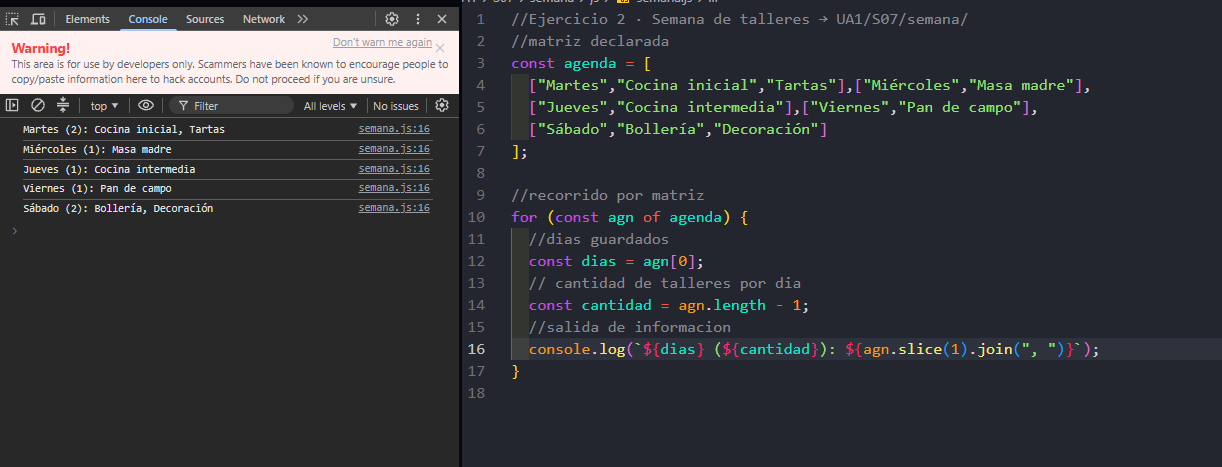 Elements Console Sources Network
Warning!
Don't warn me again
This area is for use by developers only. Scammers have been known to encourage people to
copy/paste information here to hack accounts. Do not proceed if you are unsure.
top Filter All levels No issues
Martes (2): Cocina inicial, Tartas semana.js:16
Miércoles (1): Masa madre semana.js:16
Jueves (1): Cocina intermedia semana.js:16
Viernes (1): Pan de campo semana.js:16
Sábado (2): Bollería, Decoración semana.js:16
1 //Ejercicio 2 · Semana de talleres → UA1/S07/semana/
2 //matriz declarada
3 const agenda = [
4 ["Martes","Cocina inicial","Tartas"],["Miércoles","Masa madre"],
5 ["Jueves","Cocina intermedia"],["Viernes","Pan de campo"],
6 ["Sábado","Bollería","Decoración"]
7 ];
8
9 //recorrido por matriz
10 for (const agn of agenda) {
11 //dias guardados
12 const dias = agn[0];
13 // cantidad de talleres por dia
14 const cantidad = agn.length - 1;
15 //salida de informacion
16 console.log(`${dias} (${cantidad}): ${agn.slice(1).join(", ")}`);
17 }
18